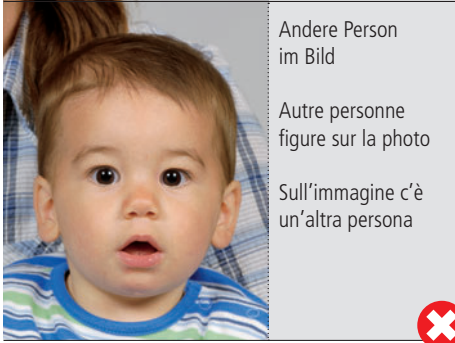 Andere Person
im Bild
Autre personne
figure sur la photo
Sull’immagine c’è
un’altra persona